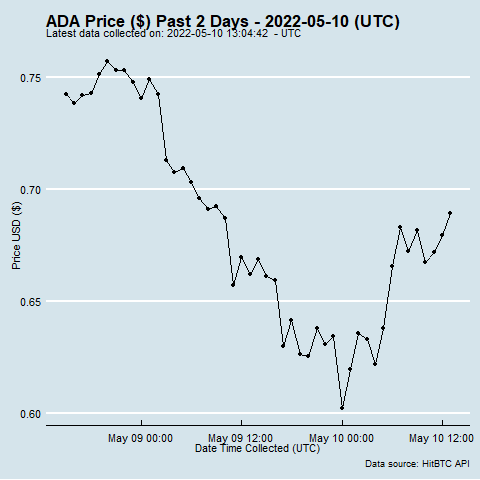 ADA Price ($) Past 2 Days - 2022-05-10 (UTC)
Latest data collected on: 2022-05-10 13:04:42 - UTC
0.75
0.70
0.65
0.60
Price USD ($)
May 09 00:00 May 09 12:00 May 10 00:00 May 10 12:00
Date Time Collected (UTC)
Data source: HitBTC API